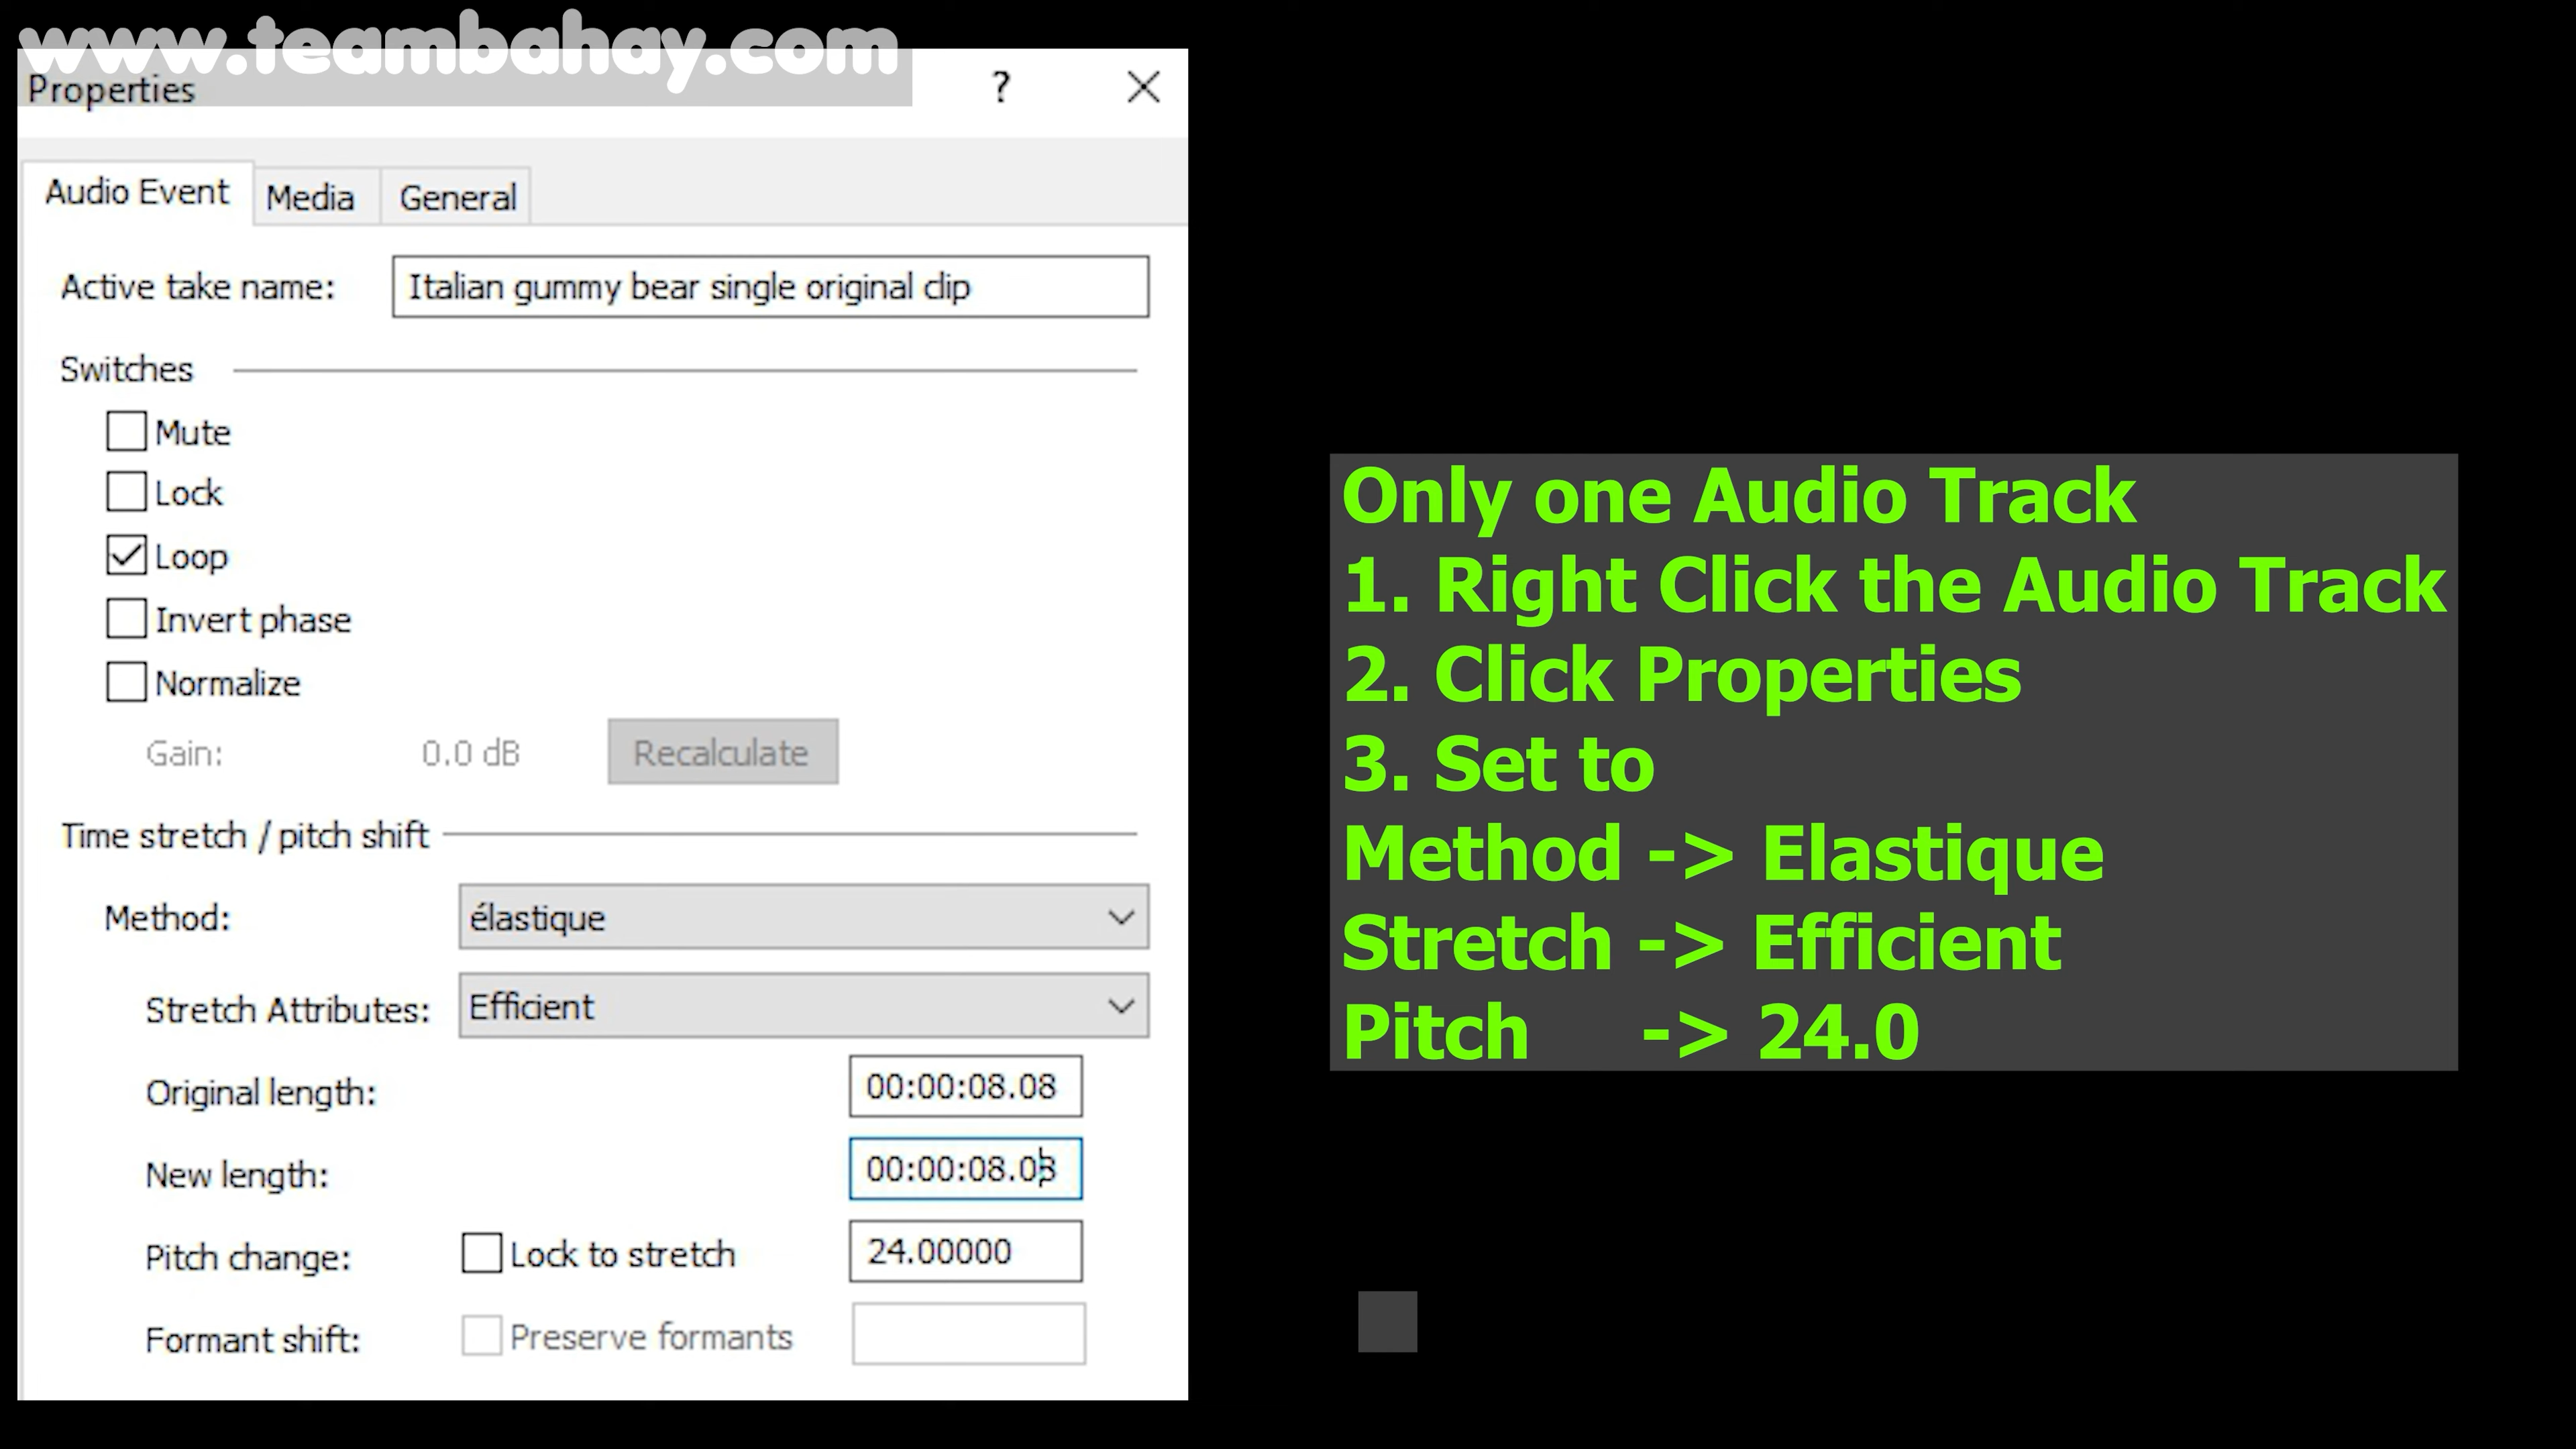 www.teambahay.com
Properties
?
Audio Event Media General
Active take name: Italian gummy bear single original clip
Switches
Mute
Lock
Loop
Invert phase
Normalize
Gain: 0.0 dB Recalculate
Time stretch / pitch shift
Method: élastique
Stretch Attributes: Efficient
Original length: 00:00:08.08
New length: 00:00:08.08
Pitch change: Lock to stretch 24.00000
Formant shift: Preserve formants
Only one Audio Track
1. Right Click the Audio Track
2. Click Properties
3. Set to
Method -> Elastique
Stretch -> Efficient
Pitch -> 24.0